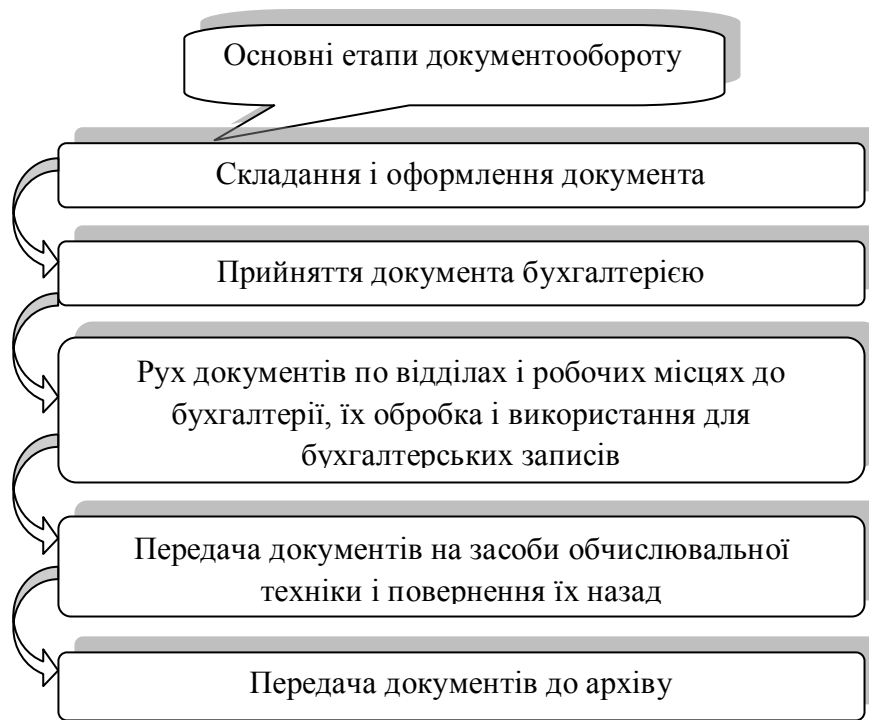 Основні етапи документообороту
Складання і оформлення документа
Прийняття документа бухгалтерією
Рух документів по відділах і робочих місцях до
бухгалтерії, їх обробка і використання для
бухгалтерських записів
Передача документів на засоби обчислювальної
техніки і повернення їх назад
Передача документів до архіву